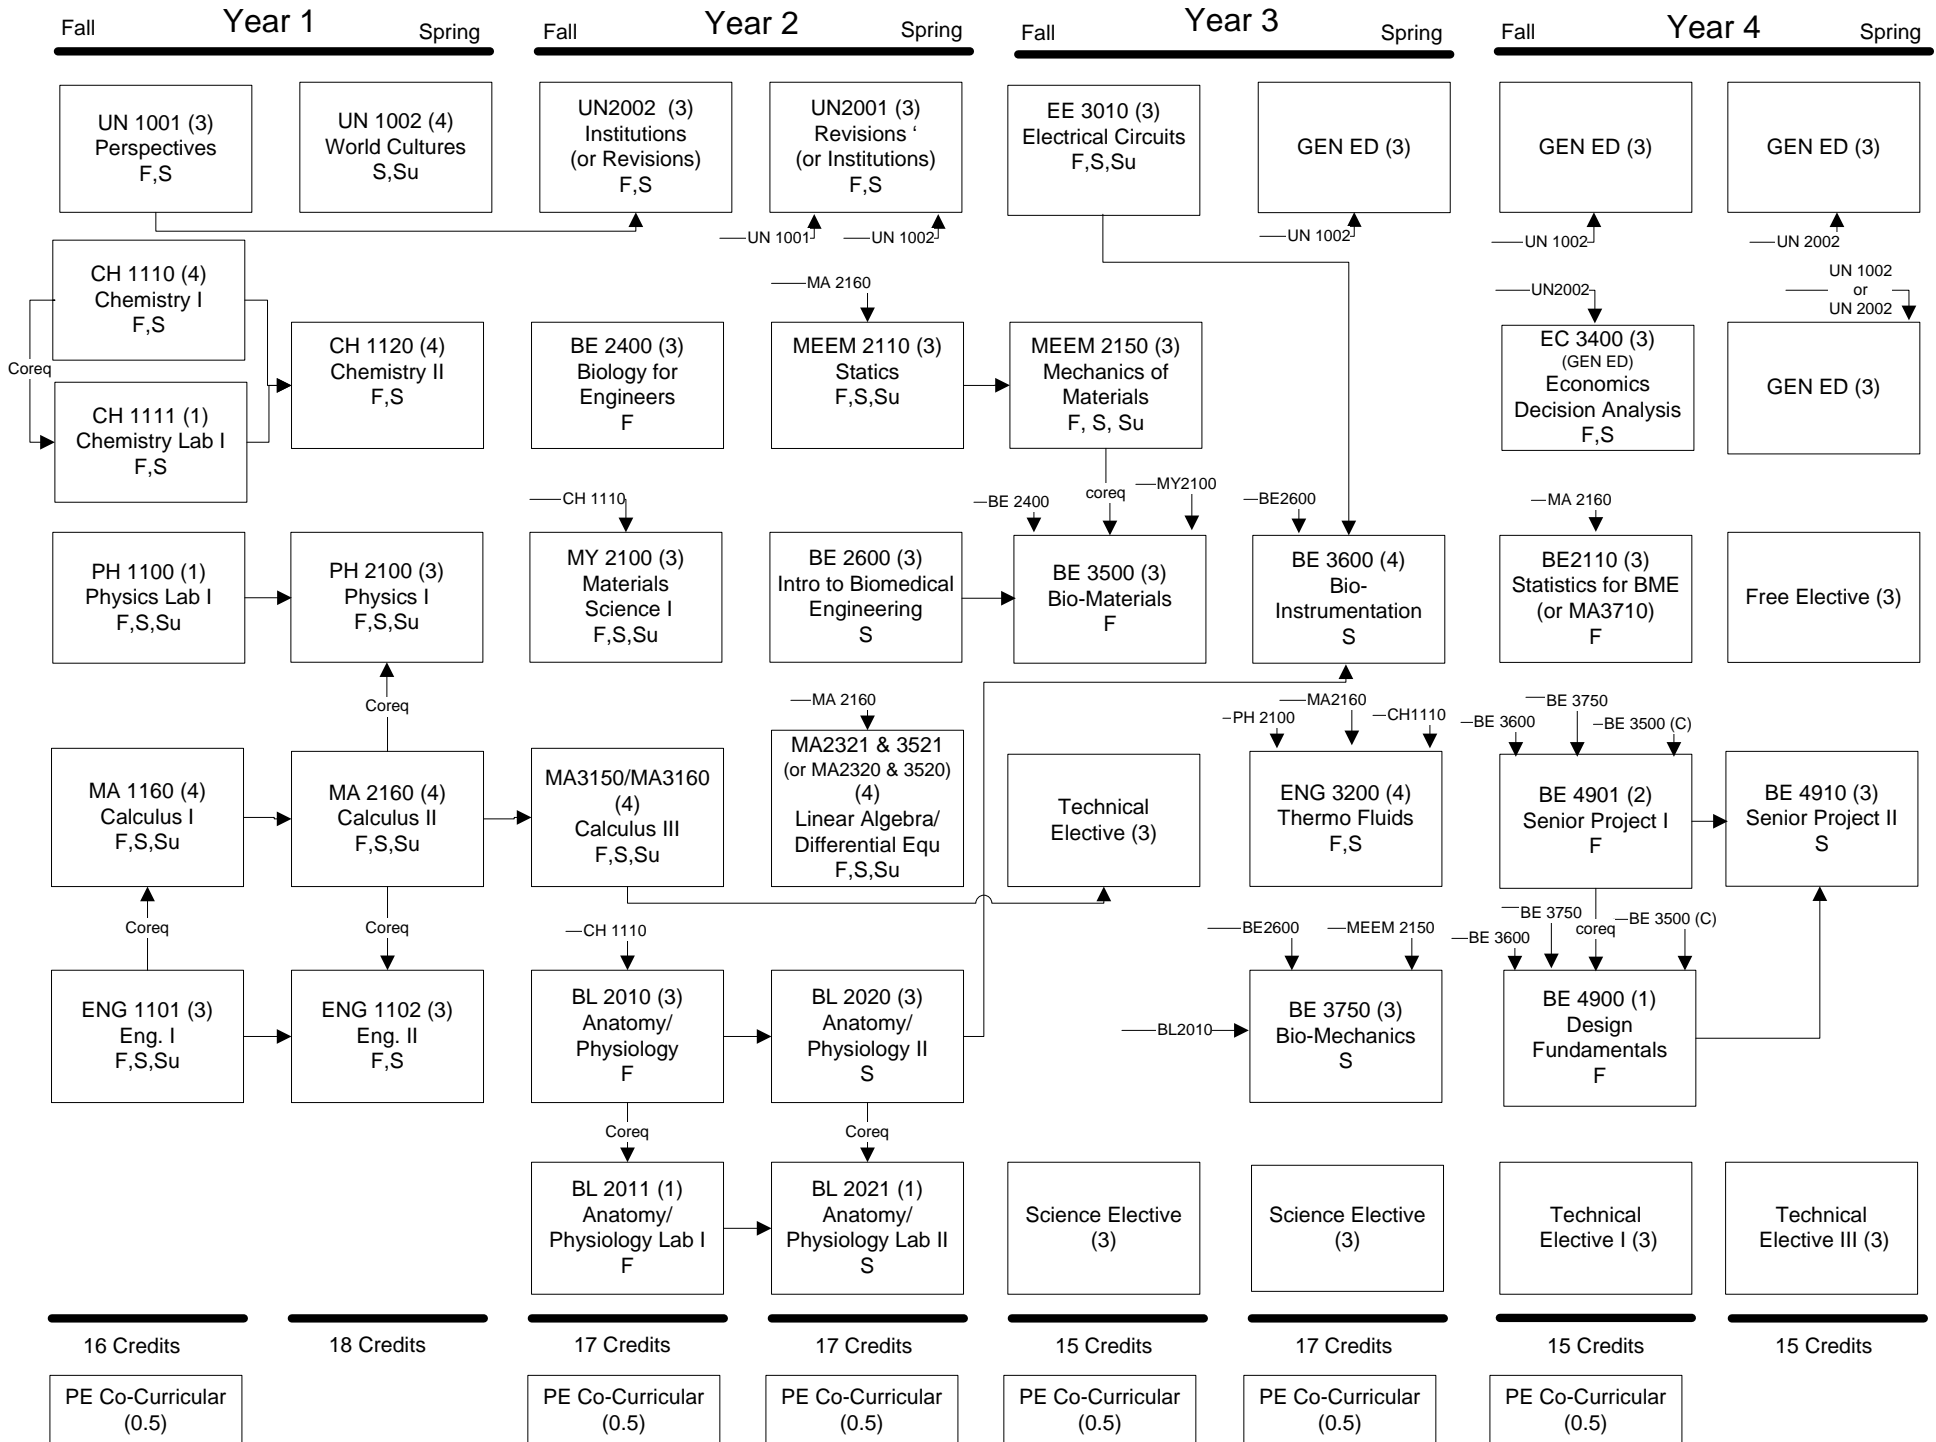 Fall Year 1 Spring
Fall Year 2 Spring
Fall Year 3 Spring
Fall Year 4 Spring
UN 1001 (3)
Perspectives
F,S
UN 1002 (4)
World Cultures
S,Su
UN2002 (3)
Institutions
(or Revisions)
F,S
UN2001 (3)
Revisions ‘
(or Institutions)
F,S
EE 3010 (3)
Electrical Circuits
F,S,Su
GEN ED (3)
GEN ED (3)
GEN ED (3)
UN 1001
UN 1002
UN 1002
UN 1002
UN 2002
CH 1110 (4)
Chemistry I
F,S
Coreq
CH 1111 (1)
Chemistry Lab I
F,S
CH 1120 (4)
Chemistry II
F,S
BE 2400 (3)
Biology for
Engineers
F
MA 2160
MEEM 2110 (3)
Statics
F,S,Su
MEEM 2150 (3)
Mechanics of
Materials
F, S, Su
UN2002
EC 3400 (3)
(GEN ED)
Economics
Decision Analysis
F,S
UN 1002
or
UN 2002
GEN ED (3)
PH 1100 (1)
Physics Lab I
F,S,Su
PH 2100 (3)
Physics I
F,S,Su
CH 1110
MY 2100 (3)
Materials
Science I
F,S,Su
BE 2600 (3)
Intro to Biomedical
Engineering
S
BE 2400
coreq
MY2100
BE 3500 (3)
Bio-Materials
F
BE2600
BE 3600 (4)
Bio-
Instrumentation
S
MA 2160
BE2110 (3)
Statistics for BME
(or MA3710)
F
Free Elective (3)
Coreq
MA 1160 (4)
Calculus I
F,S,Su
MA 2160 (4)
Calculus II
F,S,Su
MA3150/MA3160
(4)
Calculus III
F,S,Su
MA 2160
MA2321 & 3521
(or MA2320 & 3520)
(4)
Linear Algebra/
Differential Equ
F,S,Su
Technical
Elective (3)
PH 2100
MA2160
CH1110
ENG 3200 (4)
Thermo Fluids
F,S
BE 3600
BE 3750
BE 3500 (C)
BE 4901 (2)
Senior Project I
F
BE 4910 (3)
Senior Project II
S
Coreq
Coreq
ENG 1101 (3)
Eng. I
F,S,Su
ENG 1102 (3)
Eng. II
F,S
CH 1110
BL 2010 (3)
Anatomy/
Physiology
F
BL 2020 (3)
Anatomy/
Physiology II
S
BE2600
MEEM 2150
BL2010
BE 3750 (3)
Bio-Mechanics
S
BE 3600
BE 3750
coreq
BE 3500 (C)
BE 4900 (1)
Design
Fundamentals
F
Coreq
Coreq
BL 2011 (1)
Anatomy/
Physiology Lab I
F
BL 2021 (1)
Anatomy/
Physiology Lab II
S
Science Elective
(3)
Science Elective
(3)
Technical
Elective I (3)
Technical
Elective III (3)
16 Credits
18 Credits
17 Credits
17 Credits
15 Credits
17 Credits
15 Credits
15 Credits
PE Co-Curricular
(0.5)
PE Co-Curricular
(0.5)
PE Co-Curricular
(0.5)
PE Co-Curricular
(0.5)
PE Co-Curricular
(0.5)
PE Co-Curricular
(0.5)